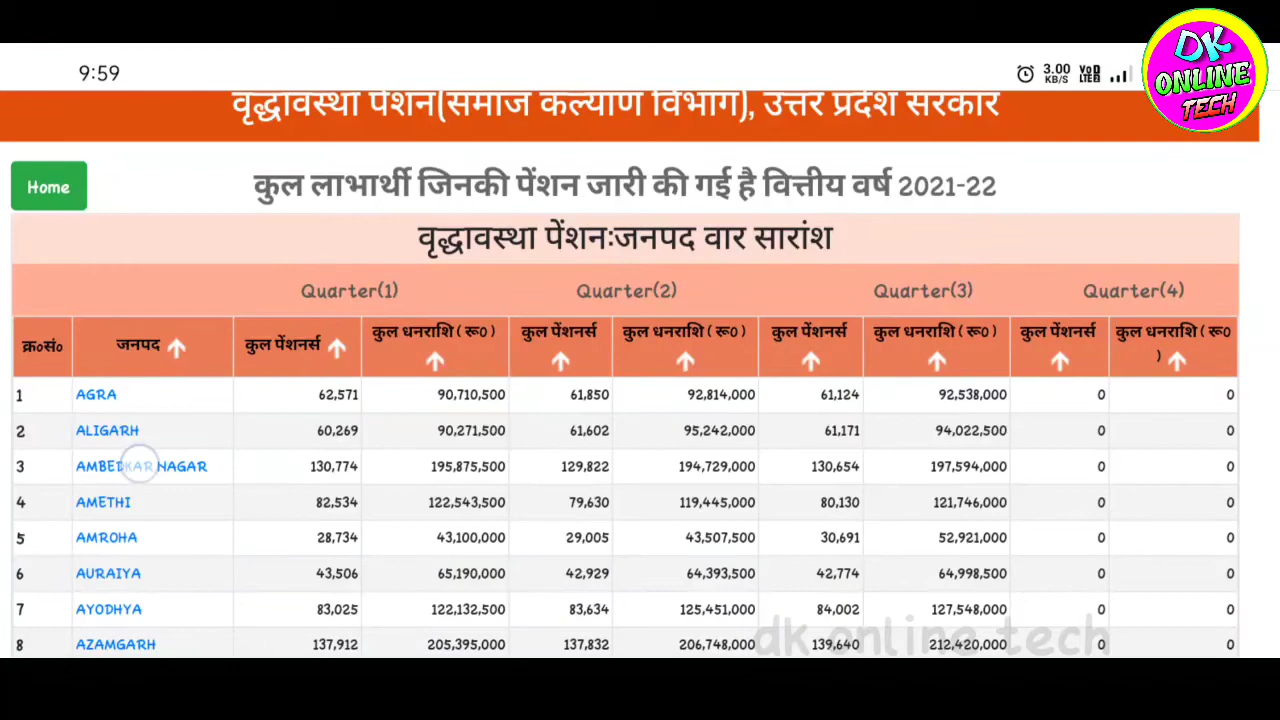 9:59
3.00 KB/S Vo LTE 2
DK ONLINE TECH
वृद्धावस्था पेंशन(समाज कल्याण विभाग), उत्तर प्रदेश सरकार
Home
कुल लाभार्थी जिनकी पेंशन जारी की गई है वित्तीय वर्ष 2021-22
वृद्धावस्था पेंशनःजनपद वार सारांश
Quarter(1) Quarter(2) Quarter(3) Quarter(4)
क्र०सं० जनपद कुल पेंशनर्स कुल धनराशि ( रू० ) कुल पेंशनर्स कुल धनराशि ( रू० ) कुल पेंशनर्स कुल धनराशि ( रू० ) कुल पेंशनर्स कुल धनराशि ( रू० )
1 AGRA 62,571 90,710,500 61,850 92,814,000 61,124 92,538,000 0 0
2 ALIGARH 60,269 90,271,500 61,602 95,242,000 61,171 94,022,500 0 0
3 AMBEDKAR NAGAR 130,774 195,875,500 129,822 194,729,000 130,654 197,594,000 0 0
4 AMETHI 82,534 122,543,500 79,630 119,445,000 80,130 121,746,000 0 0
5 AMROHA 28,734 43,100,000 29,005 43,507,500 30,691 52,921,000 0 0
6 AURAIYA 43,506 65,190,000 42,929 64,393,500 42,774 64,998,500 0 0
7 AYODHYA 83,025 122,132,500 83,634 125,451,000 84,002 127,548,000 0 0
8 AZAMGARH 137,912 205,395,000 137,832 206,748,000 139,640 212,420,000 0 0
dk online tech